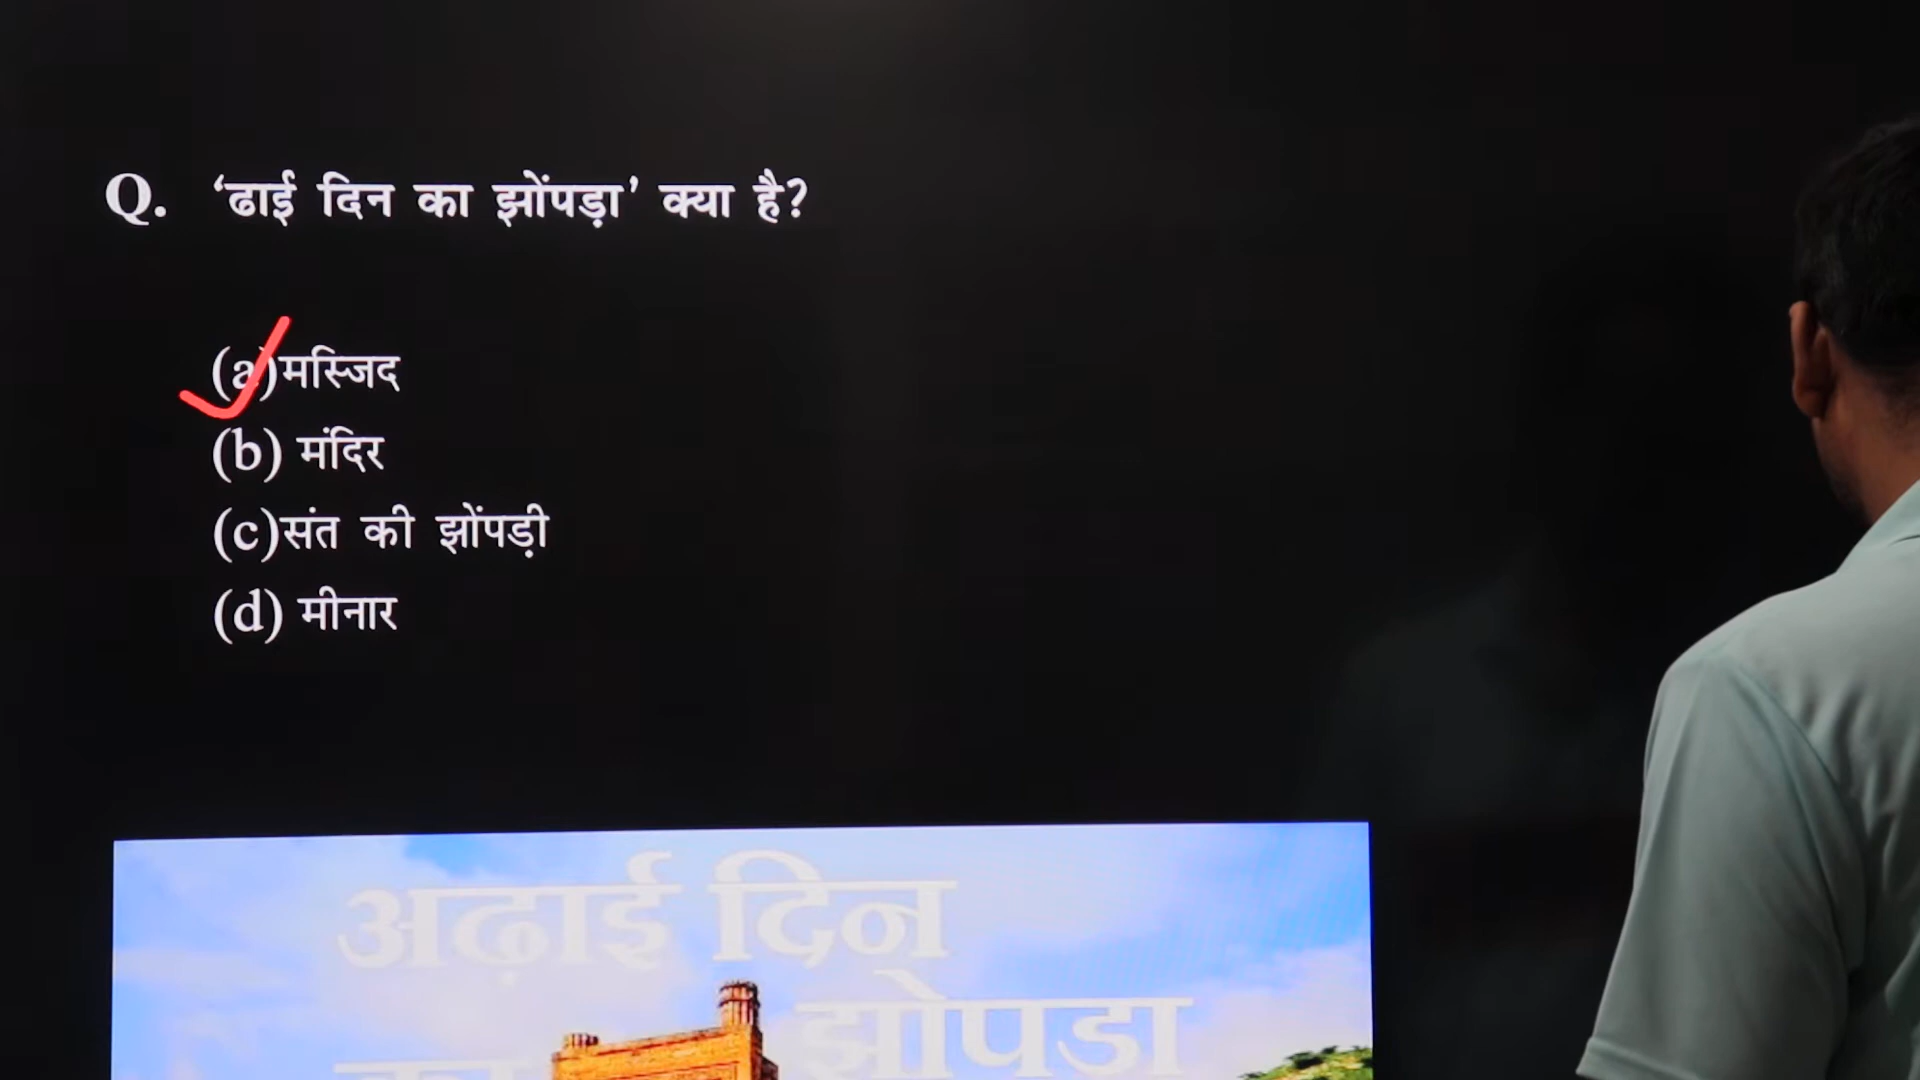 Q. ‘ढाई दिन का झोंपड़ा’ क्या है?
(a)मस्जिद
(b) मंदिर
(c)संत की झोंपड़ी
(d) मीनार
अढ़ाई दिन
का झोपडा